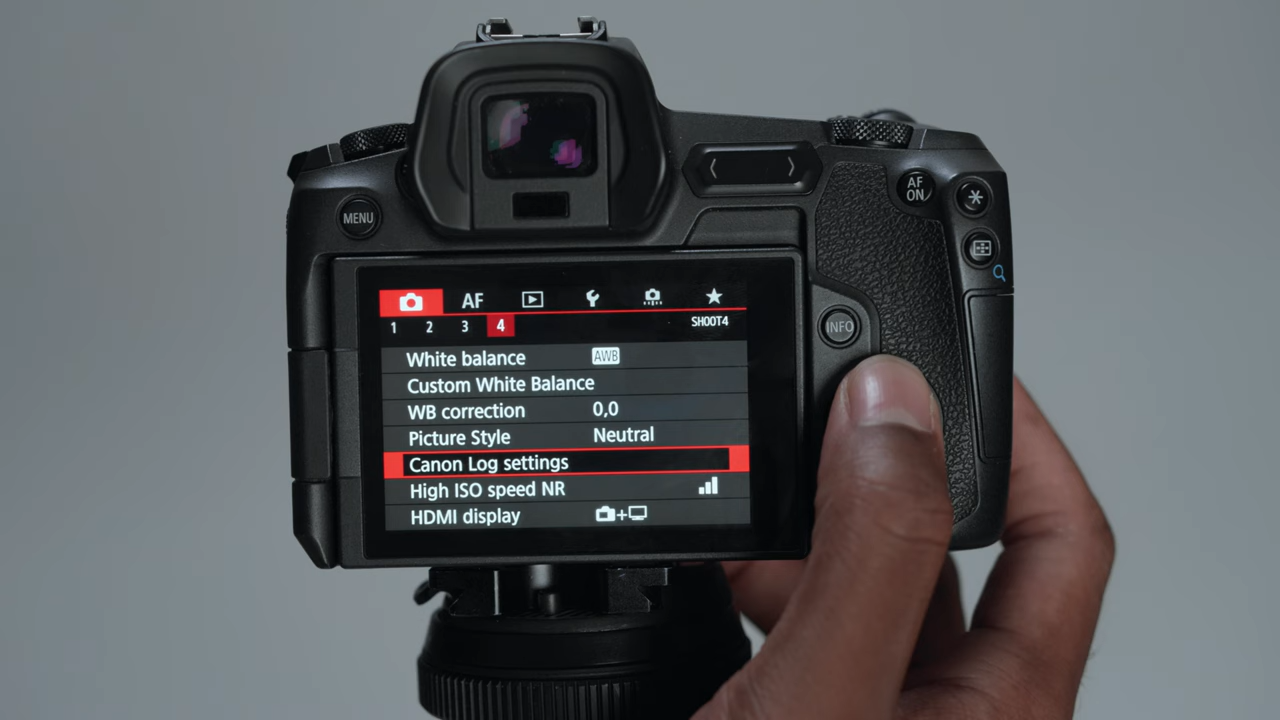 MENU
AF
ON
INFO
AF
1 2 3 4 SHOOT4
White balance AWB
Custom White Balance
WB correction 0,0
Picture Style Neutral
Canon Log settings
High ISO speed NR
HDMI display